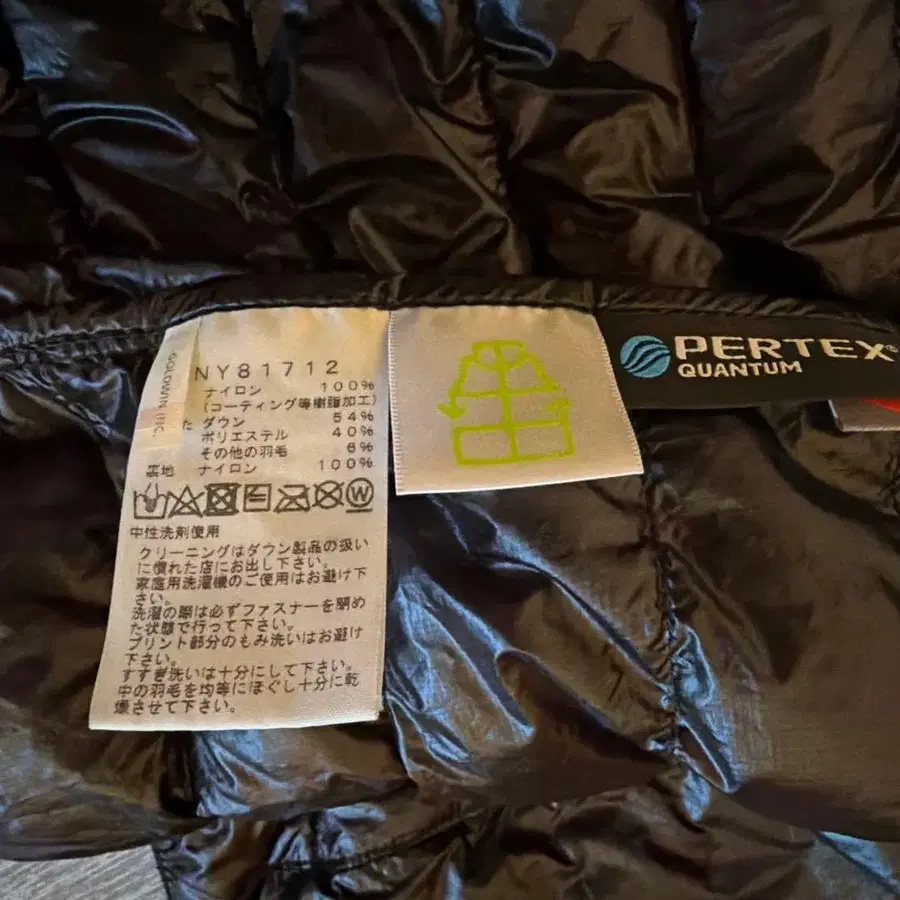 GOLDWIN INC.
NY81712
ナイロン 100%
(コーティング等樹脂加工)
た ダウン 54%
ポリエステル 40%
その他の羽毛 6%
裏地 ナイロン 100%
W
中性洗剤使用
クリーニングはダウン製品の扱い
に慣れた店にお出し下さい。
家庭用洗濯機のご使用はお避け下
さい。
洗濯の際は必ずファスナーを閉め
た状態で行って下さい。
プリント部分のもみ洗いはお避け
下さい。
すすぎ洗いは十分にして下さい。
中の羽毛を均等にほぐし十分に乾
燥させて下さい。
PERTEX®
QUANTUM